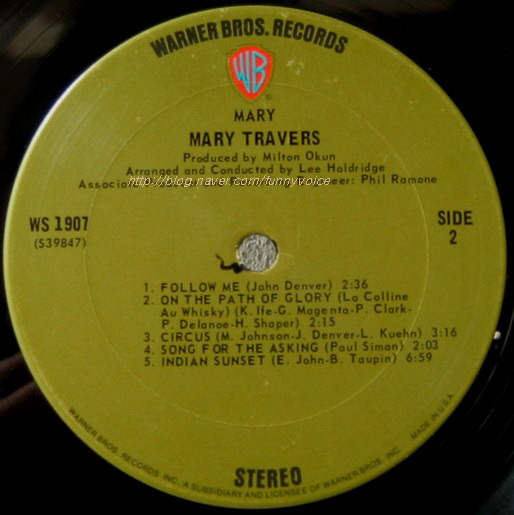 WARNER BROS. RECORDS
WB
MARY
MARY TRAVERS
Produced by Milton Okun
Arranged and Conducted by Lee Holdridge
http://blog.naver.com/funnyvoice
Phil Ramone
WS 1907
(S39847)
SIDE
2
1. FOLLOW ME (John Denver) 2:36
2. ON THE PATH OF GLORY (La Colline
Au Whisky) (K. Ife-G. Magenta-P. Clark-
P. Delanoe-H. Shaper) 2:15
3. CIRCUS (M. Johnson-J. Denver-L. Kuehn) 3:16
4. SONG FOR THE ASKING (Paul Simon) 2:03
5. INDIAN SUNSET (E. John-B. Taupin) 6:59
STEREO
WARNER BROS. RECORDS INC. A SUBSIDIARY AND LICENSEE OF WARNER BROS. INC. MADE IN U.S.A.